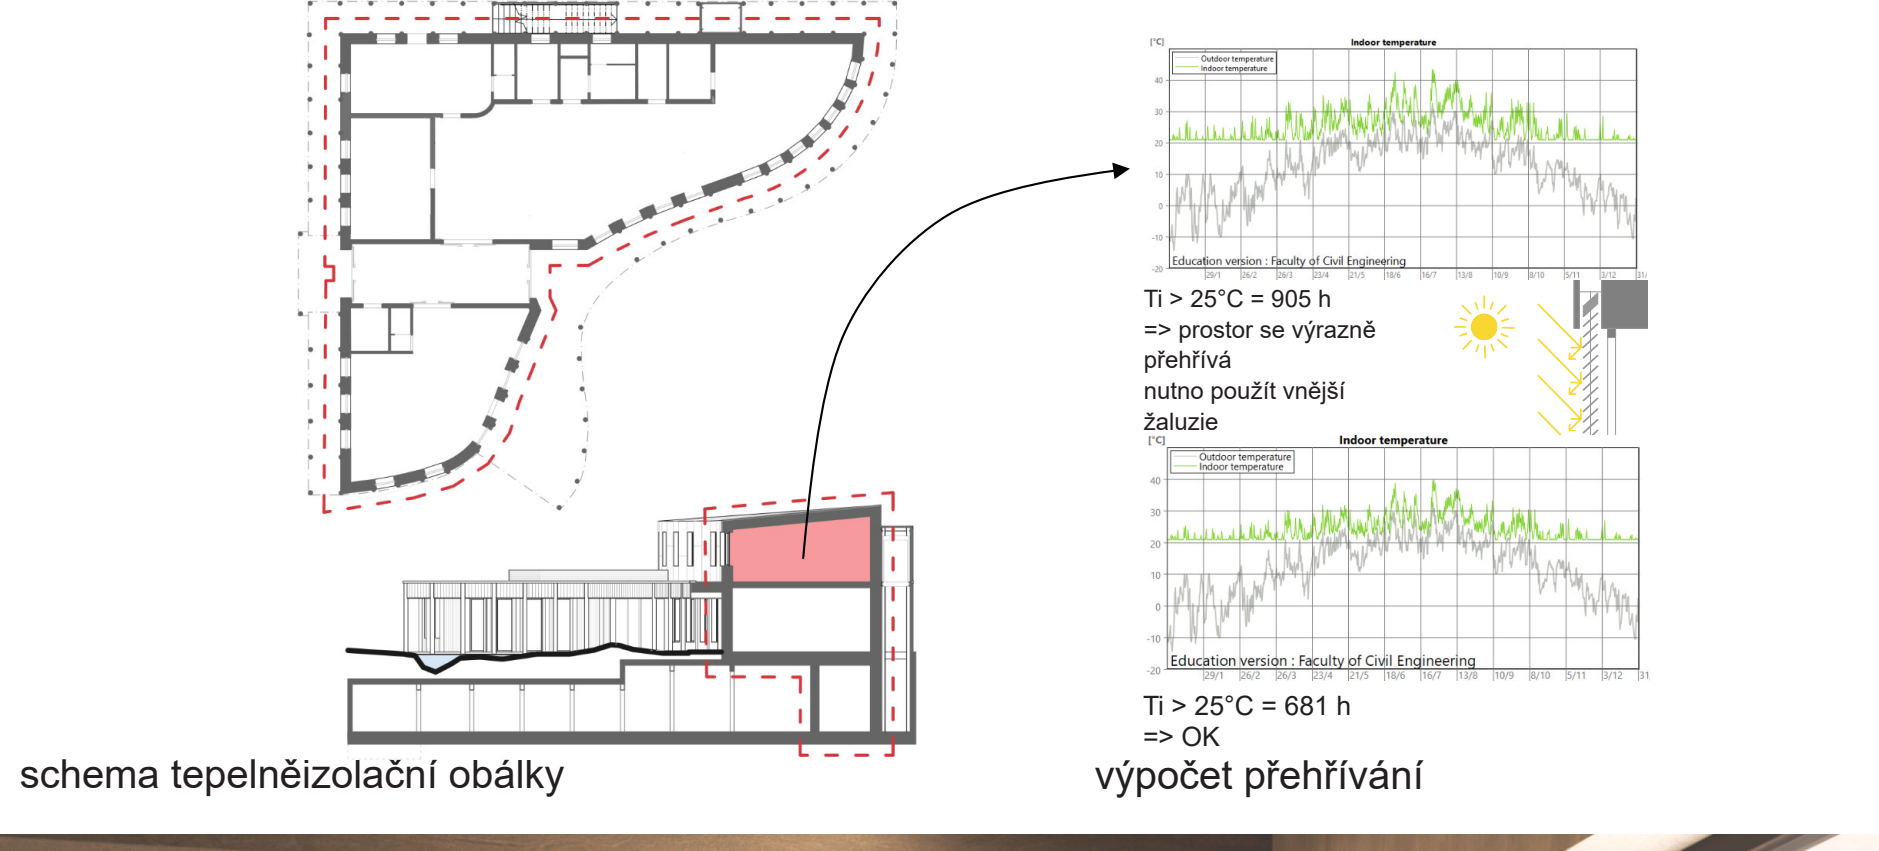 Indoor temperature
[°C]
Outdoor temperature
Indoor temperature
40
30
20
10
0
-10
-20
Education version : Faculty of Civil Engineering
29/1 26/2 26/3 23/4 21/5 18/6 16/7 13/8 10/9 8/10 5/11 3/12 31/
Ti > 25°C = 905 h
=> prostor se výrazně
přehřívá
nutno použít vnější
žaluzie
Indoor temperature
[°C]
Outdoor temperature
Indoor temperature
40
30
20
10
0
-10
-20
Education version : Faculty of Civil Engineering
29/1 26/2 26/3 23/4 21/5 18/6 16/7 13/8 10/9 8/10 5/11 3/12 31
Ti > 25°C = 681 h
=> OK
schema tepelněizolační obálky
výpočet přehřívání